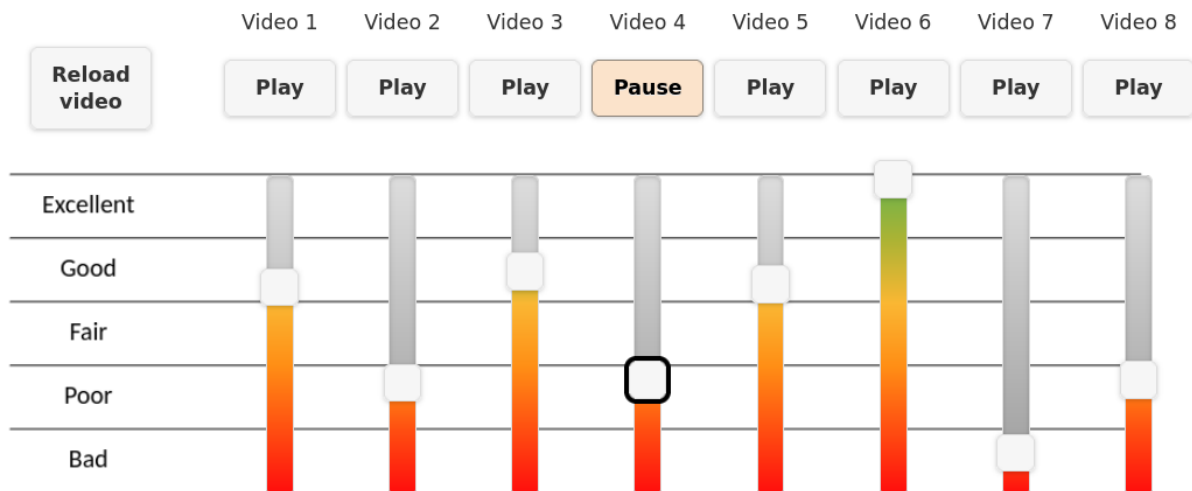 Video 1 Video 2 Video 3 Video 4 Video 5 Video 6 Video 7 Video 8
Reload
video
Play Play Play Pause Play Play Play Play
Excellent
Good
Fair
Poor
Bad